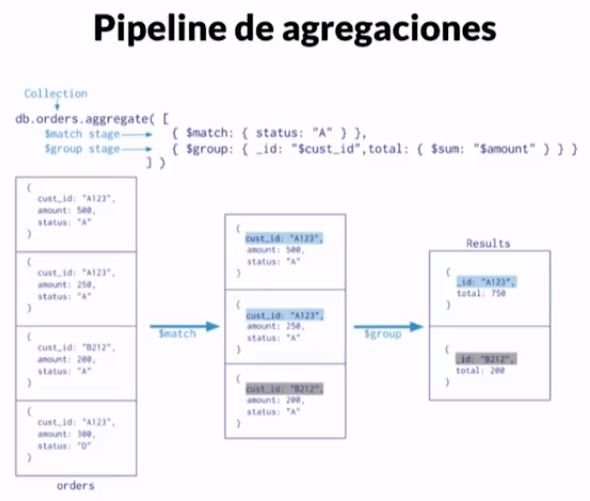 Pipeline de agregaciones
Collection
db.orders.aggregate( [
$match stage { $match: { status: "A" } },
$group stage { $group: { _id: "$cust_id",total: { $sum: "$amount" } } }
] )
{
cust_id: "A123",
amount: 500,
status: "A"
}
{
cust_id: "A123",
amount: 250,
status: "A"
}
{
cust_id: "B212",
amount: 200,
status: "A"
}
{
cust_id: "A123",
amount: 300,
status: "D"
}
orders
$match
{
cust_id: "A123",
amount: 500,
status: "A"
}
{
cust_id: "A123",
amount: 250,
status: "A"
}
{
cust_id: "B212",
amount: 200,
status: "A"
}
$group
Results
{
_id: "A123",
total: 750
}
{
_id: "B212",
total: 200
}